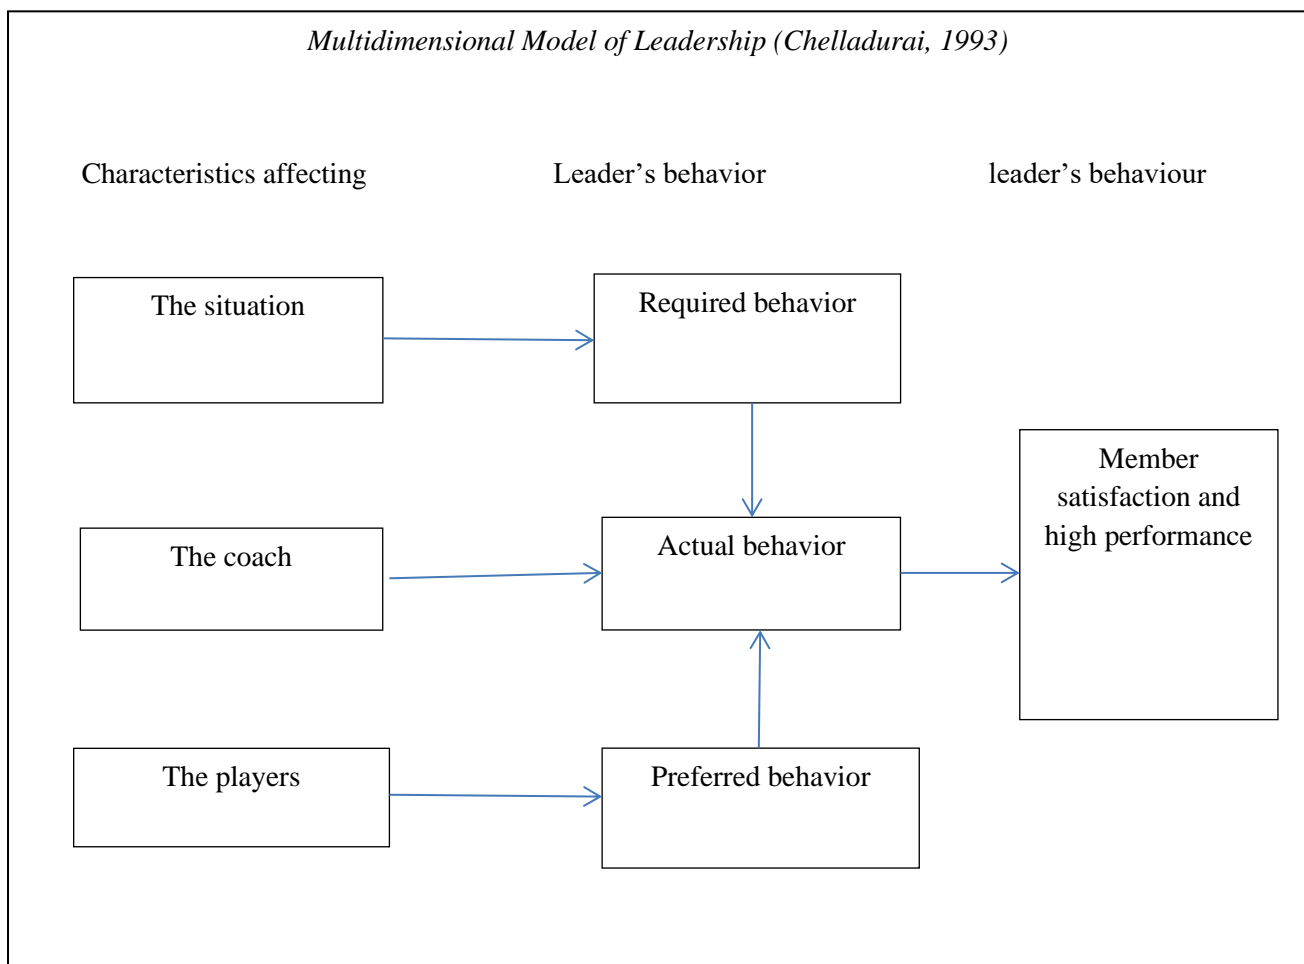 Multidimensional Model of Leadership (Chelladurai, 1993)
Characteristics affecting
Leader’s behavior
leader’s behaviour
The situation
Required behavior
Member
satisfaction and
high performance
The coach
Actual behavior
The players
Preferred behavior